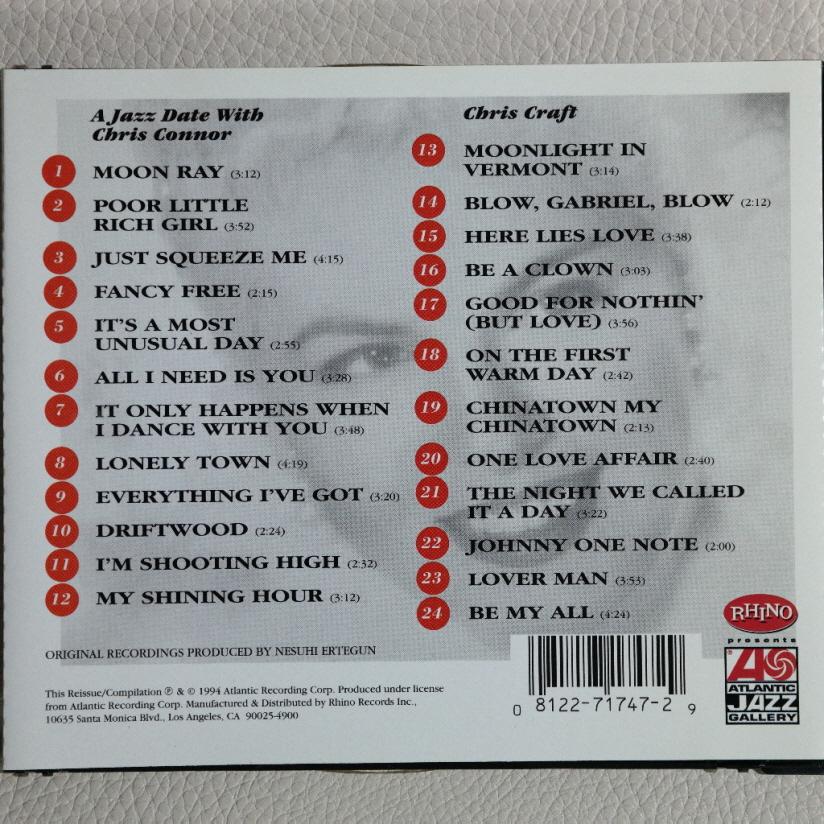 A Jazz Date With
Chris Connor
1 MOON RAY (3:12)
2 POOR LITTLE
RICH GIRL (3:52)
3 JUST SQUEEZE ME (4:15)
4 FANCY FREE (2:15)
5 IT'S A MOST
UNUSUAL DAY (2:55)
6 ALL I NEED IS YOU (3:28)
7 IT ONLY HAPPENS WHEN
I DANCE WITH YOU (3:48)
8 LONELY TOWN (4:19)
9 EVERYTHING I'VE GOT (3:20)
10 DRIFTWOOD (2:24)
11 I'M SHOOTING HIGH (2:32)
12 MY SHINING HOUR (3:12)
Chris Craft
13 MOONLIGHT IN
VERMONT (3:14)
14 BLOW, GABRIEL, BLOW (2:12)
15 HERE LIES LOVE (3:38)
16 BE A CLOWN (3:03)
17 GOOD FOR NOTHIN'
(BUT LOVE) (3:56)
18 ON THE FIRST
WARM DAY (2:42)
19 CHINATOWN MY
CHINATOWN (2:13)
20 ONE LOVE AFFAIR (2:40)
21 THE NIGHT WE CALLED
IT A DAY (3:22)
22 JOHNNY ONE NOTE (2:00)
23 LOVER MAN (3:53)
24 BE MY ALL (4:24)
ORIGINAL RECORDINGS PRODUCED BY NESUHI ERTEGUN
This Reissue/Compilation ℗ & © 1994 Atlantic Recording Corp. Produced under license
from Atlantic Recording Corp. Manufactured & Distributed by Rhino Records Inc.,
10635 Santa Monica Blvd., Los Angeles, CA 90025-4900
0 8122-71747-2 9
RHINO
presents
ATLANTIC
JAZZ
GALLERY